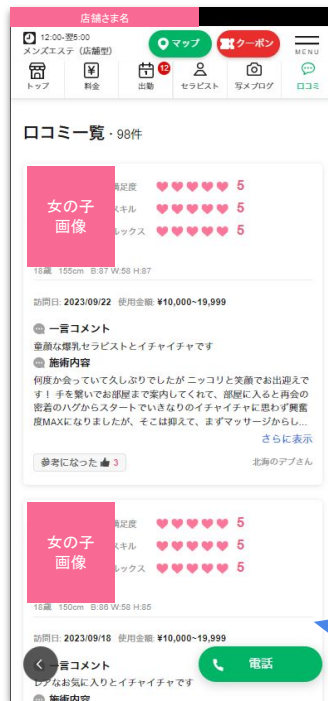 店舗さま名
12:00-翌5:00
メンズエステ（店舗型）
マップ
クーポン
MENU
トップ
料金
12
出勤
セラピスト
写メブログ
口コミ
口コミ一覧・98件
女の子
画像
満足度 5
スキル 5
ルックス 5
18歳 155cm B:87 W:58 H:87
訪問日: 2023/09/22 使用金額: ¥10,000~19,999
一言コメント
童顔な爆乳セラピストとイチャイチャです
施術内容
何度か会っていて久しぶりでしたが ニッコリと笑顔でお出迎えで
す！ 手を繋いでお部屋まで案内してくれて、部屋に入ると再会の
密着のハグからスタートでいきなりのイチャイチャに思わず興奮
度MAXになりましたが、そこは抑えて、まずマッサージからし...
さらに表示
参考になった 3
北海のデブさん
女の子
画像
満足度 5
スキル 5
ルックス 5
18歳 150cm B:86 W:58 H:85
訪問日: 2023/09/18 使用金額: ¥10,000~19,999
一言コメント
レアなお気に入りとイチャイチャです
電話
施術内容